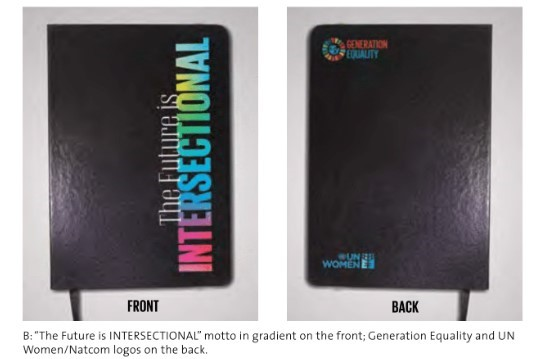 The Future is
INTERSECTIONAL
GENERATION
EQUALITY
UN
WOMEN
FRONT
BACK
B: "The Future is INTERSECTIONAL" motto in gradient on the front; Generation Equality and UN
Women/Natcom logos on the back.